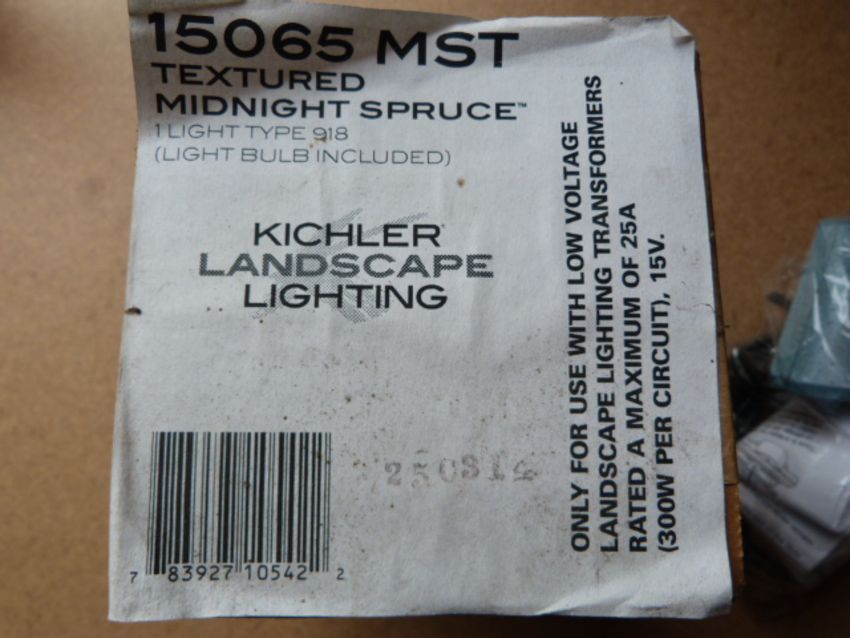 15065 MST
TEXTURED
MIDNIGHT SPRUCE™
1 LIGHT TYPE 918
(LIGHT BULB INCLUDED)
KICHLER®
LANDSCAPE
LIGHTING
7 83927 10542 2
ONLY FOR USE WITH LOW VOLTAGE
LANDSCAPE LIGHTING TRANSFORMERS
RATED A MAXIMUM OF 25A
(300W PER CIRCUIT), 15V.